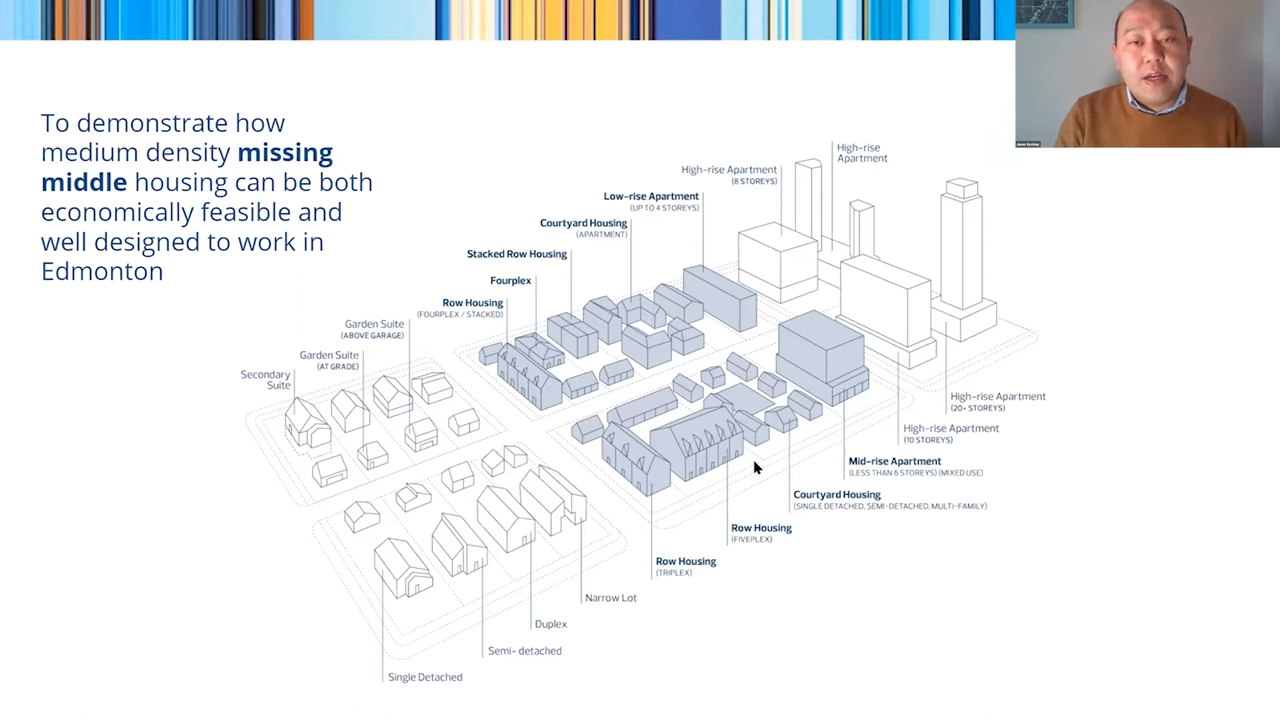 To demonstrate how
medium density missing
middle housing can be both
economically feasible and
well designed to work in
Edmonton
High-rise
Apartment
High-rise Apartment
(8 STOREYS)
Low-rise Apartment
(UP TO 4 STOREYS)
Courtyard Housing
(APARTMENT)
Stacked Row Housing
Fourplex
Row Housing
(FOURPLEX / STACKED)
Garden Suite
(ABOVE GARAGE)
Garden Suite
(AT GRADE)
Secondary
Suite
High-rise Apartment
(20+ STOREYS)
High-rise Apartment
(10 STOREYS)
Mid-rise Apartment
(LESS THAN 6 STOREYS) (MIXED USE)
Courtyard Housing
(SINGLE DETACHED, SEMI-DETACHED, MULTI-FAMILY)
Row Housing
(FIVEPLEX)
Row Housing
(TRIPLEX)
Narrow Lot
Duplex
Semi- detached
Single Detached